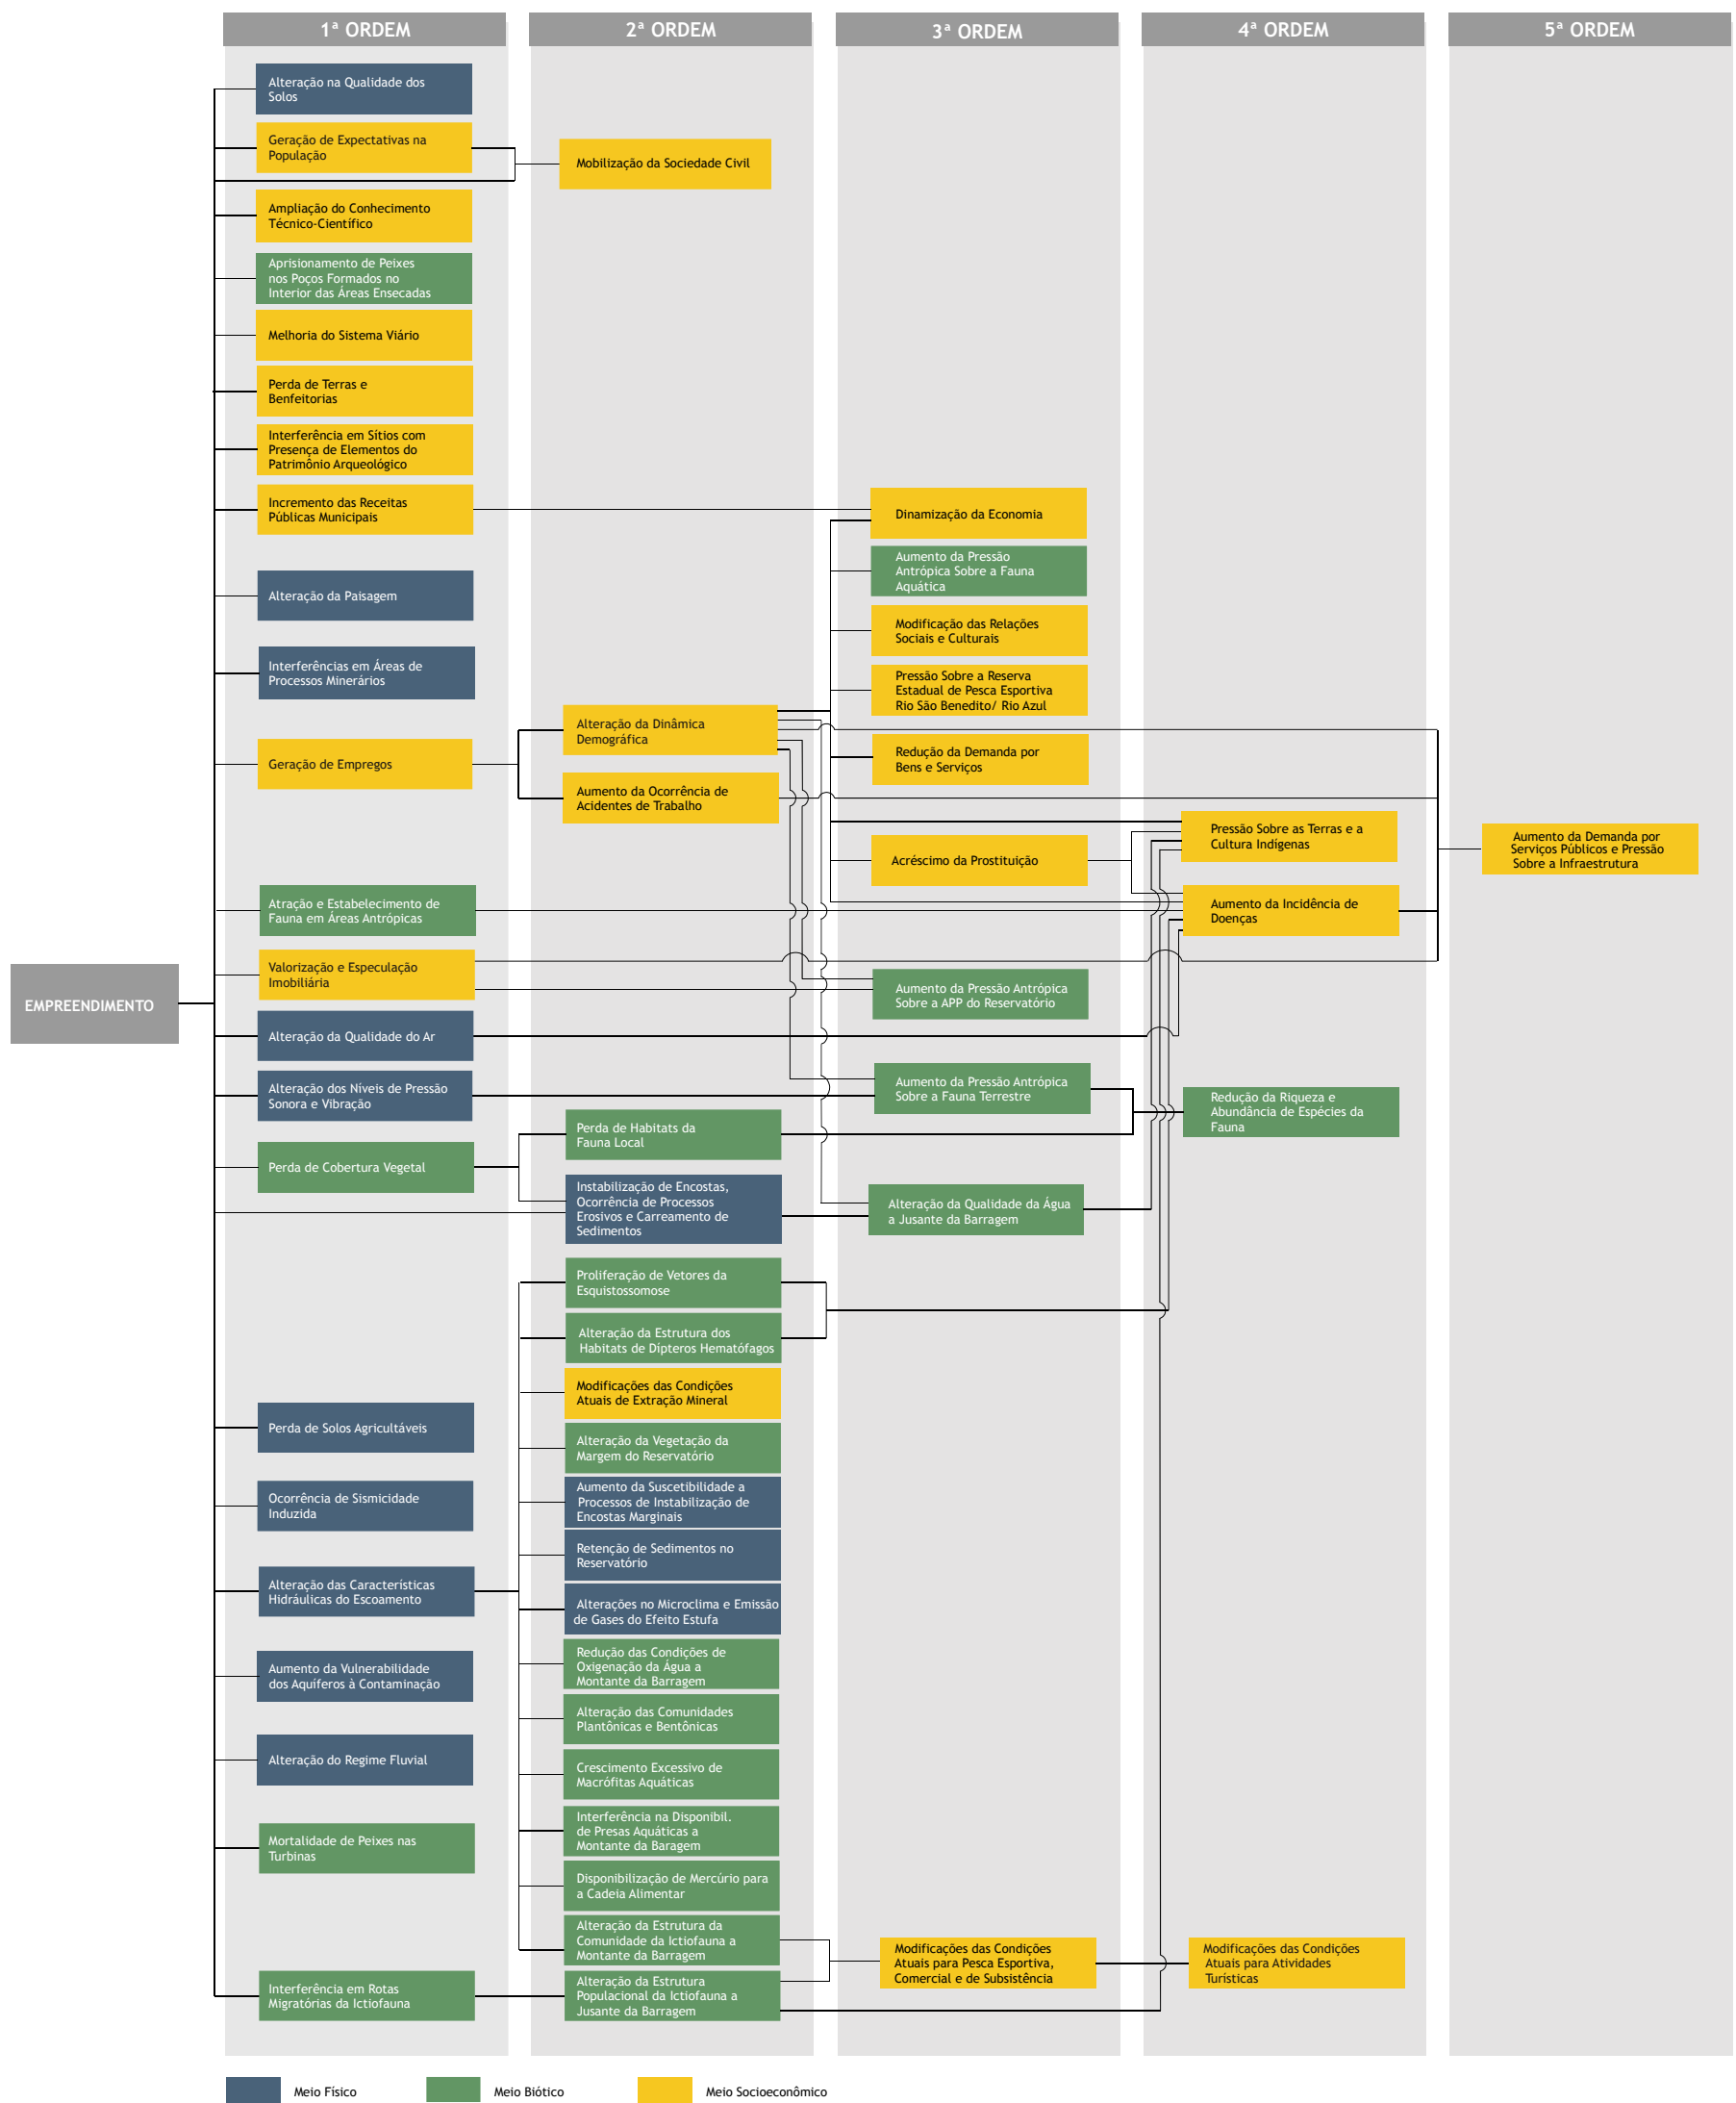 1ª ORDEM
2ª ORDEM
3ª ORDEM
4ª ORDEM
5ª ORDEM
EMPREENDIMENTO
Alteração na Qualidade dos
Solos
Geração de Expectativas na
População
Ampliação do Conhecimento
Técnico-Científico
Aprisionamento de Peixes
nos Poços Formados no
Interior das Áreas Ensecadas
Melhoria do Sistema Viário
Perda de Terras e
Benfeitorias
Interferência em Sítios com
Presença de Elementos do
Patrimônio Arqueológico
Incremento das Receitas
Públicas Municipais
Alteração da Paisagem
Interferências em Áreas de
Processos Minerários
Geração de Empregos
Atração e Estabelecimento de
Fauna em Áreas Antrópicas
Valorização e Especulação
Imobiliária
Alteração da Qualidade do Ar
Alteração dos Níveis de Pressão
Sonora e Vibração
Perda de Cobertura Vegetal
Perda de Solos Agricultáveis
Ocorrência de Sismicidade
Induzida
Alteração das Características
Hidráulicas do Escoamento
Aumento da Vulnerabilidade
dos Aquíferos à Contaminação
Alteração do Regime Fluvial
Mortalidade de Peixes nas
Turbinas
Interferência em Rotas
Migratórias da Ictiofauna
Mobilização da Sociedade Civil
Alteração da Dinâmica
Demográfica
Aumento da Ocorrência de
Acidentes de Trabalho
Perda de Habitats da
Fauna Local
Instabilização de Encostas,
Ocorrência de Processos
Erosivos e Carreamento de
Sedimentos
Proliferação de Vetores da
Esquistossomose
Alteração da Estrutura dos
Habitats de Dípteros Hematófagos
Modificações das Condições
Atuais de Extração Mineral
Alteração da Vegetação da
Margem do Reservatório
Aumento da Suscetibilidade a
Processos de Instabilização de
Encostas Marginais
Retenção de Sedimentos no
Reservatório
Alterações no Microclima e Emissão
de Gases do Efeito Estufa
Redução das Condições de
Oxigenação da Água a
Montante da Barragem
Alteração das Comunidades
Plantônicas e Bentônicas
Crescimento Excessivo de
Macrófitas Aquáticas
Interferência na Disponibil.
de Presas Aquáticas a
Montante da Baragem
Disponibilização de Mercúrio para
a Cadeia Alimentar
Alteração da Estrutura da
Comunidade da Ictiofauna a
Montante da Barragem
Alteração da Estrutura
Populacional da Ictiofauna a
Jusante da Barragem
Dinamização da Economia
Aumento da Pressão
Antrópica Sobre a Fauna
Aquática
Modificação das Relações
Sociais e Culturais
Pressão Sobre a Reserva
Estadual de Pesca Esportiva
Rio São Benedito/ Rio Azul
Redução da Demanda por
Bens e Serviços
Acréscimo da Prostituição
Aumento da Pressão Antrópica
Sobre a APP do Reservatório
Aumento da Pressão Antrópica
Sobre a Fauna Terrestre
Alteração da Qualidade da Água
a Jusante da Barragem
Modificações das Condições
Atuais para Pesca Esportiva,
Comercial e de Subsistência
Pressão Sobre as Terras e a
Cultura Indígenas
Aumento da Incidência de
Doenças
Redução da Riqueza e
Abundância de Espécies da
Fauna
Modificações das Condições
Atuais para Atividades
Turísticas
Aumento da Demanda por
Serviços Públicos e Pressão
Sobre a Infraestrutura
Meio Físico
Meio Biótico
Meio Socioeconômico